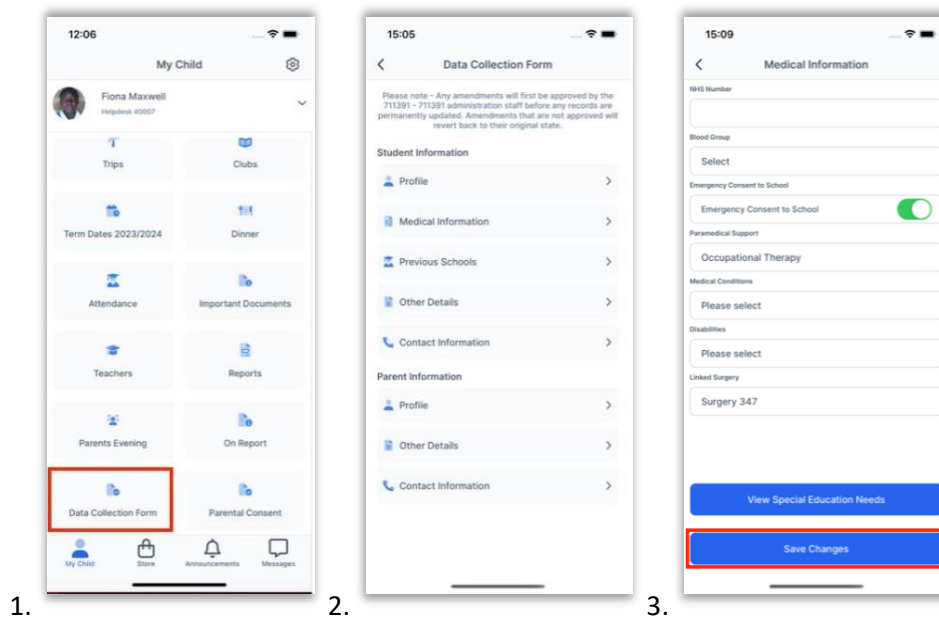 12:06
My Child
Fiona Maxwell
Helpdesk 40007
Trips
Clubs
Term Dates 2023/2024
Dinner
Attendance
Important Documents
Teachers
Reports
Parents Evening
On Report
Data Collection Form
Parental Consent
My Child
Store
Announcements
Messages
1.
15:05
Data Collection Form
Please note - Any amendments will first be approved by the
711391 - 711391 administration staff before any records are
permanently updated. Amendments that are not approved will
revert back to their original state.
Student Information
Profile
Medical Information
Previous Schools
Other Details
Contact Information
Parent Information
Profile
Other Details
Contact Information
2.
15:09
Medical Information
NHS Number
Blood Group
Select
Emergency Consent to School
Emergency Consent to School
Paramedical Support
Occupational Therapy
Medical Conditions
Please select
Disabilities
Please select
Linked Surgery
Surgery 347
View Special Education Needs
Save Changes
3.